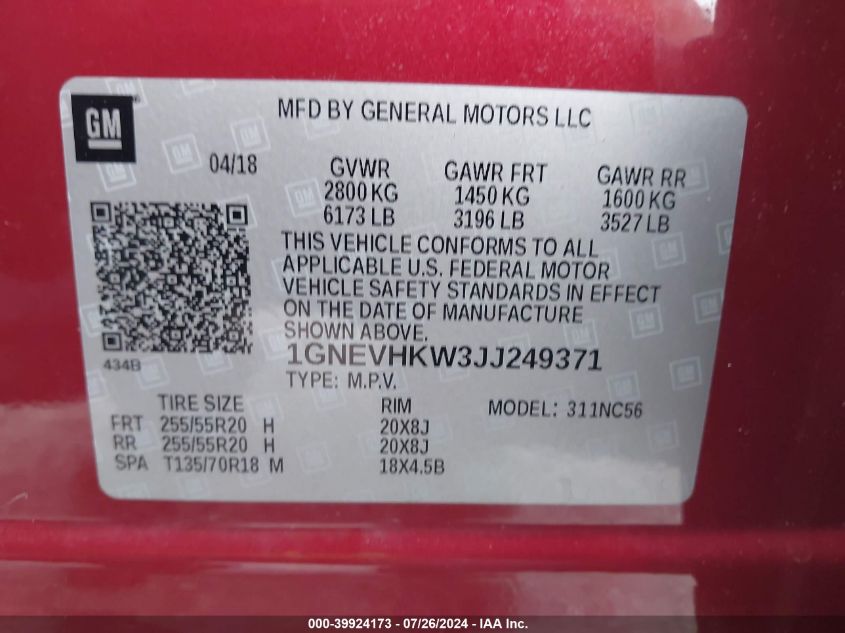 GM
MFD BY GENERAL MOTORS LLC
04/18 GVWR GAWR FRT GAWR RR
2800 KG 1450 KG 1600 KG
6173 LB 3196 LB 3527 LB
THIS VEHICLE CONFORMS TO ALL
APPLICABLE U.S. FEDERAL MOTOR
VEHICLE SAFETY STANDARDS IN EFFECT
ON THE DATE OF MANUFACTURE
SHOWN ABOVE.
434B
1GNEVHKW3JJ249371
TYPE: M.P.V.
TIRE SIZE RIM MODEL: 311NC56
FRT 255/55R20 H 20X8J
RR 255/55R20 H 20X8J
SPA T135/70R18 M 18X4.5B
000-39924173 - 07/26/2024 - IAA Inc.